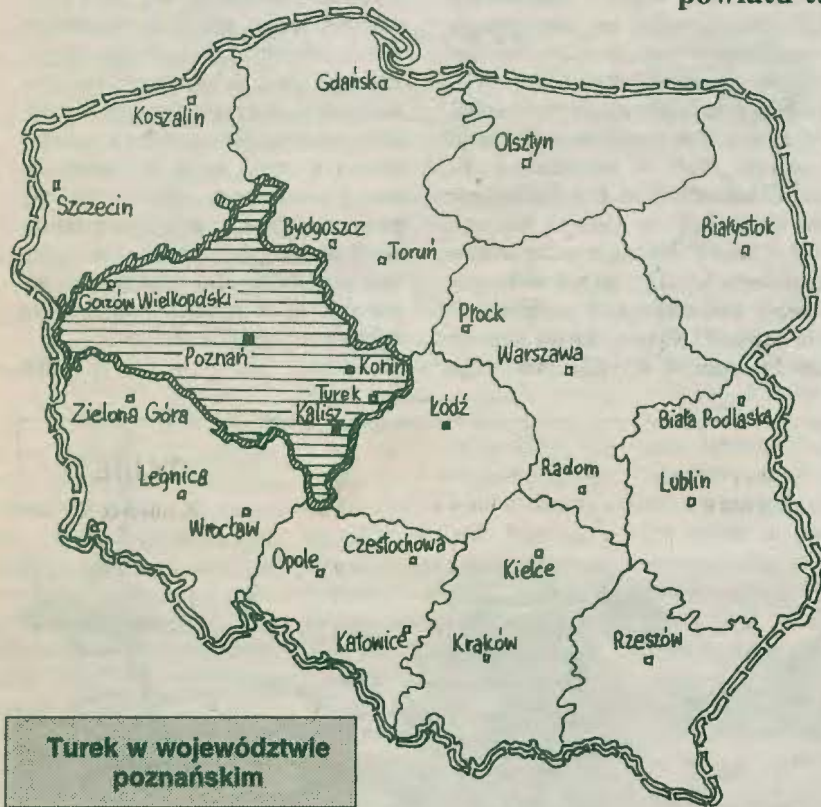 powiatu
Gdańsk
Koszalin
Olsztyn
Szczecin
Bydgoszcz
Białystok
Toruń
Gorzów Wielkopolski
Płock
Poznań
Konin
Warszawa
Turek
Zielona Góra
Kalisz
Łódź
Biała Podlaska
Legnica
Radom
Lublin
Wrocław
Częstochowa
Opole
Kielce
Katowice
Kraków
Rzeszów
Turek w województwie
poznańskim